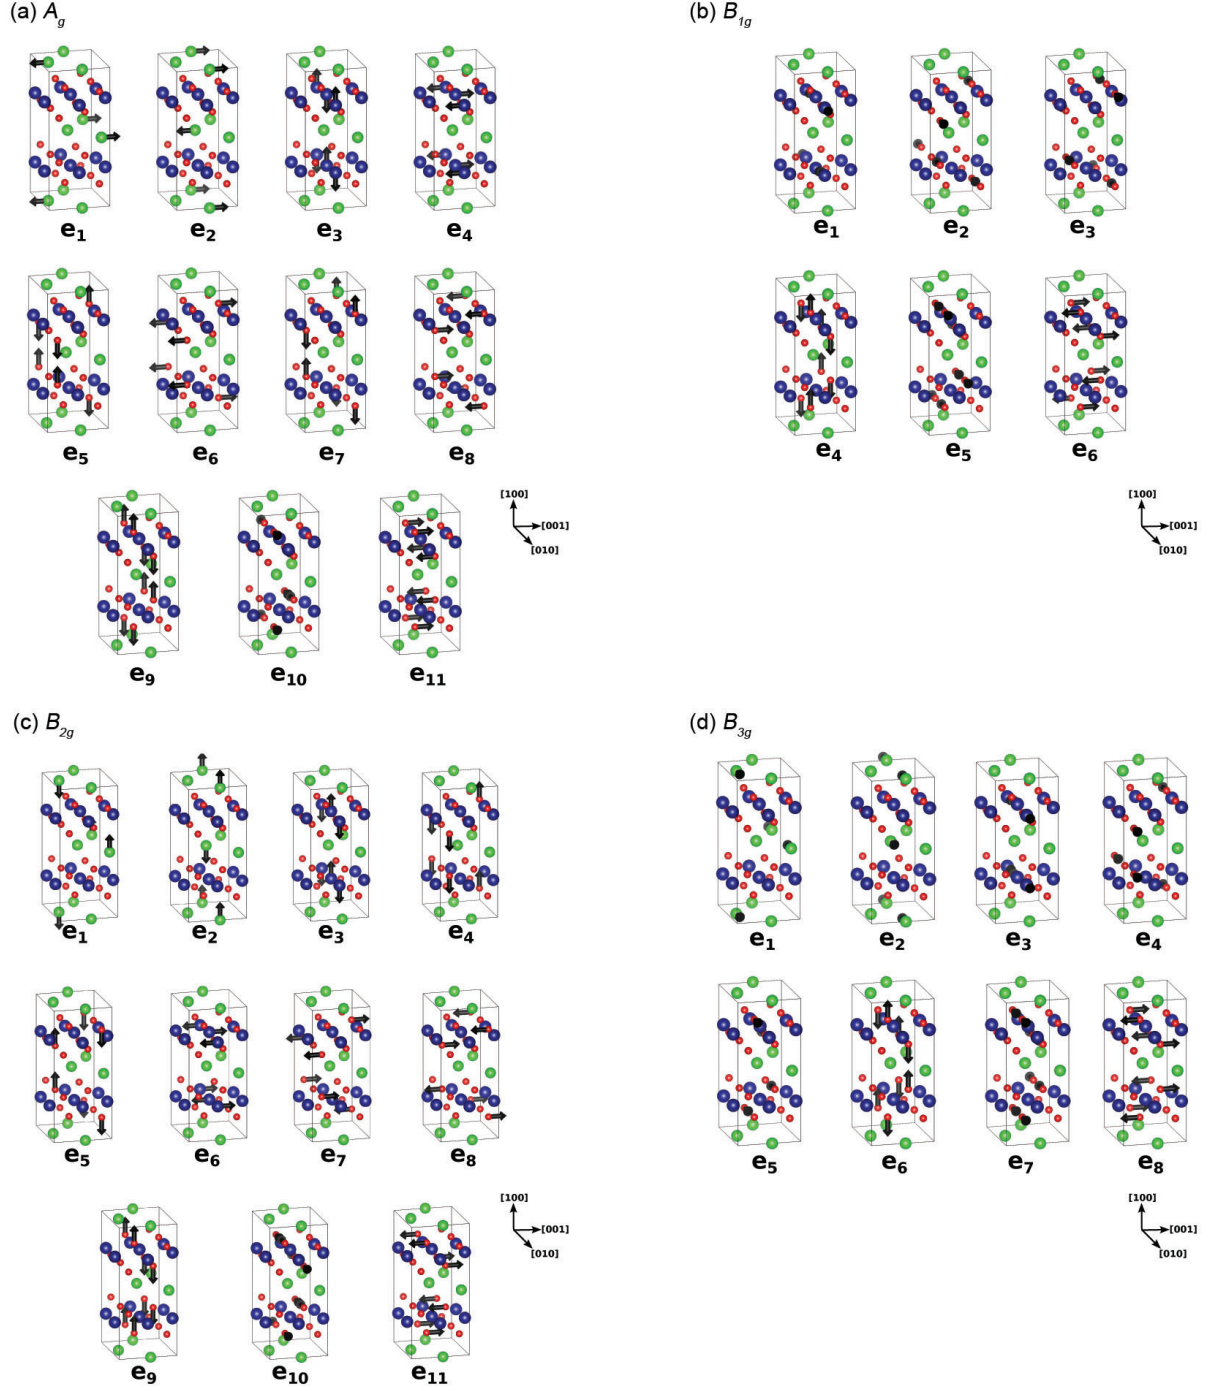 (a) A_g
(b) B_1g
e1 e2 e3 e4
e1 e2 e3
e5 e6 e7 e8
e4 e5 e6
[100]
[001]
[010]
e9 e10 e11
[100]
[001]
[010]
(c) B_2g
(d) B_3g
e1 e2 e3 e4
e1 e2 e3 e4
e5 e6 e7 e8
e5 e6 e7 e8
[100]
[001]
[010]
[100]
[001]
[010]
e9 e10 e11